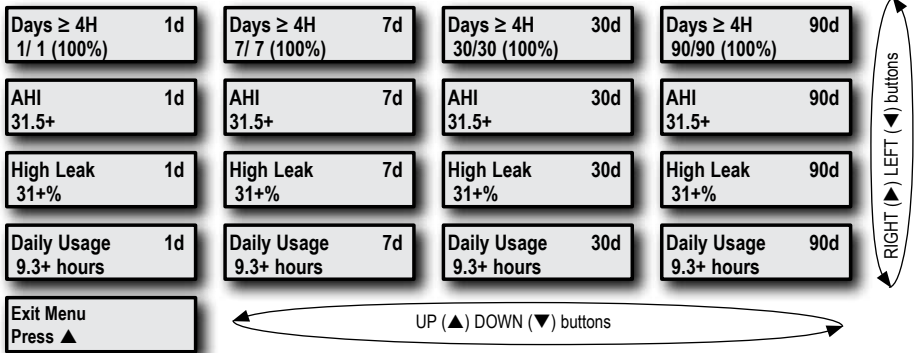 Days ≥ 4H 1d
1/ 1 (100%)
Days ≥ 4H 7d
7/ 7 (100%)
Days ≥ 4H 30d
30/30 (100%)
Days ≥ 4H 90d
90/90 (100%)
AHI 1d
31.5+
AHI 7d
31.5+
AHI 30d
31.5+
AHI 90d
31.5+
High Leak 1d
31+%
High Leak 7d
31+%
High Leak 30d
31+%
High Leak 90d
31+%
Daily Usage 1d
9.3+ hours
Daily Usage 7d
9.3+ hours
Daily Usage 30d
9.3+ hours
Daily Usage 90d
9.3+ hours
Exit Menu
Press ▲
UP (▲) DOWN (▼) buttons
RIGHT (▶) LEFT (◀) buttons